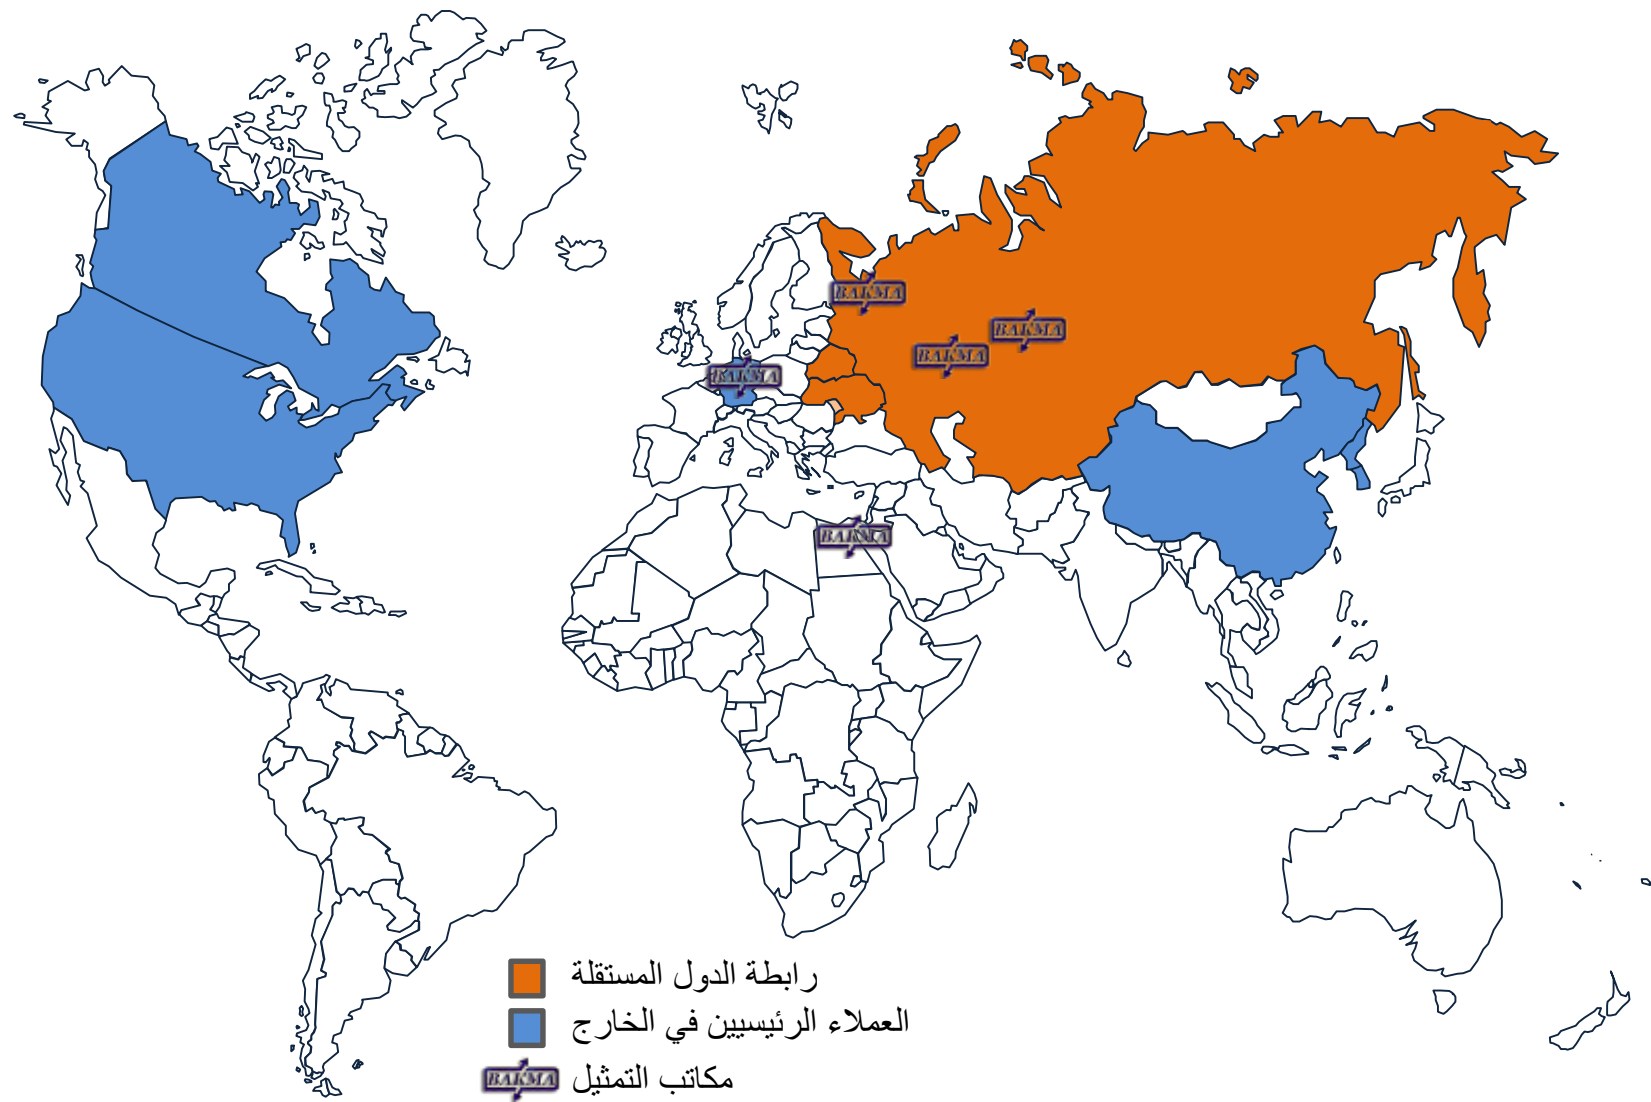 BAKMA
BAKMA
BAKMA
BAKMA
BAKMA
رابطة الدول المستقلة
العملاء الرئيسيين في الخارج
BAKMA مكاتب التمثيل